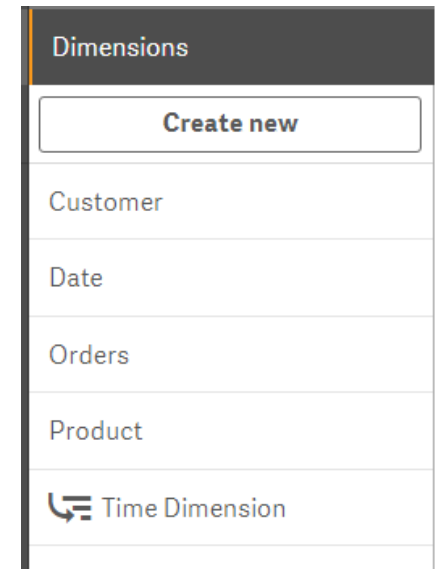 Dimensions
Create new
Customer
Date
Orders
Product
Time Dimension